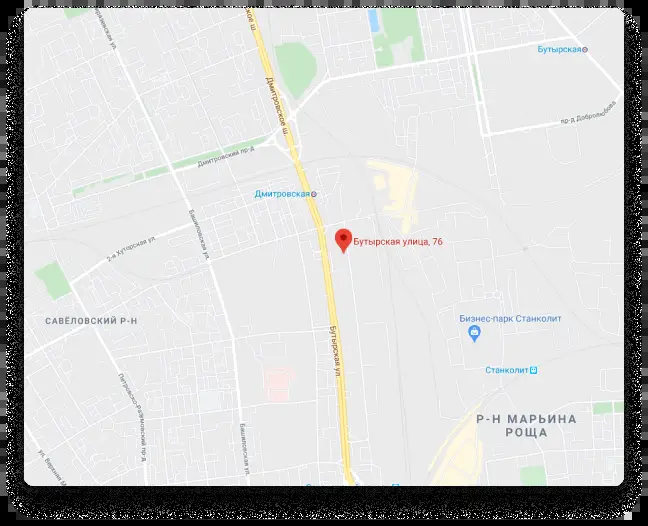 ское ш.
Бутырская
Дмитровское ш.
пр-д Добролюбова
Дмитровский пр-д
Дмитровская
Башиловская ул.
Бутырская улица, 76
2-я Хуторская ул.
САВЁЛОВСКИЙ Р-Н
Бизнес-парк Станколит
Бутырская ул.
Станколит
Петровско-Разумовский пр-д
Р-Н МАРЬИНА
РОЩА
Башиловская ул.
ул. Верхняя